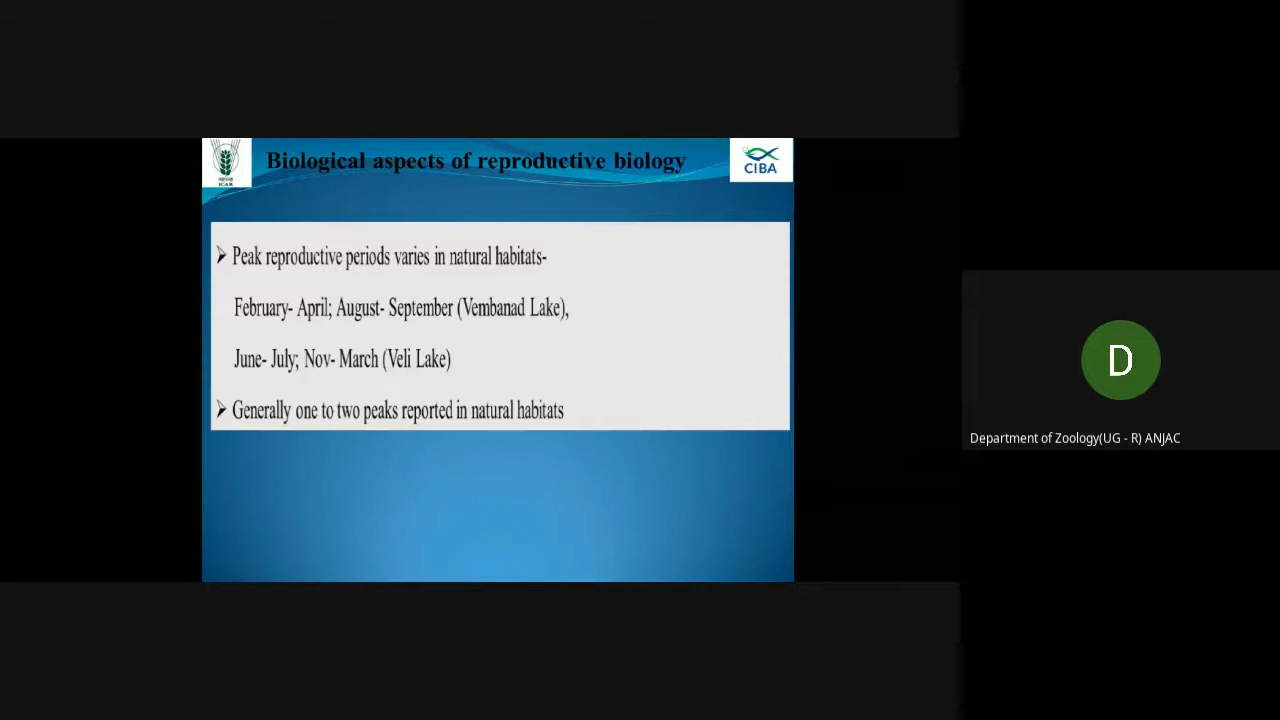 Biological aspects of reproductive biology
ICAR
CIBA
Peak reproductive periods varies in natural habitats-
February- April; August- September (Vembanad Lake),
June- July; Nov- March (Veli Lake)
Generally one to two peaks reported in natural habitats
D
Department of Zoology(UG - R) ANJAC